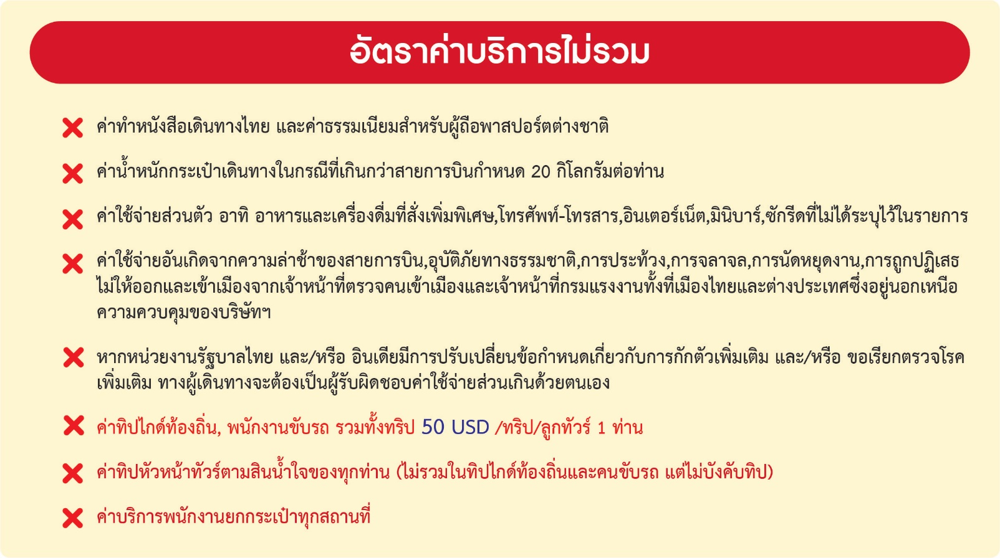 อัตราค่าบริการไม่รวม
ค่าทำหนังสือเดินทางไทย และค่าธรรมเนียมสำหรับผู้ถือพาสปอร์ตต่างชาติ
ค่าน้ำหนักกระเป๋าเดินทางในกรณีที่เกินกว่าสายการบินกำหนด 20 กิโลกรัมต่อท่าน
ค่าใช้จ่ายส่วนตัว อาทิ อาหารและเครื่องดื่มที่สั่งเพิ่มพิเศษ,โทรศัพท์-โทรสาร,อินเตอร์เน็ต,มินิบาร์,ซักรีดที่ไม่ได้ระบุไว้ในรายการ
ค่าใช้จ่ายอันเกิดจากความล่าช้าของสายการบิน,อุบัติภัยทางธรรมชาติ,การประท้วง,การจลาจล,การนัดหยุดงาน,การถูกปฏิเสธ
ไม่ให้ออกและเข้าเมืองจากเจ้าหน้าที่ตรวจคนเข้าเมืองและเจ้าหน้าที่กรมแรงงานทั้งที่เมืองไทยและต่างประเทศซึ่งอยู่นอกเหนือ
ความควบคุมของบริษัทฯ
หากหน่วยงานรัฐบาลไทย และ/หรือ อินเดียมีการปรับเปลี่ยนข้อกำหนดเกี่ยวกับการกักตัวเพิ่มเติม และ/หรือ ขอเรียกตรวจโรค
เพิ่มเติม ทางผู้เดินทางจะต้องเป็นผู้รับผิดชอบค่าใช้จ่ายส่วนเกินด้วยตนเอง
ค่าทิปไกด์ท้องถิ่น, พนักงานขับรถ รวมทั้งทริป 50 USD /ทริป/ลูกทัวร์ 1 ท่าน
ค่าทิปหัวหน้าทัวร์ตามสินน้ำใจของทุกท่าน (ไม่รวมในทิปไกด์ท้องถิ่นและคนขับรถ แต่ไม่บังคับทิป)
ค่าบริการพนักงานยกกระเป๋าทุกสถานที่